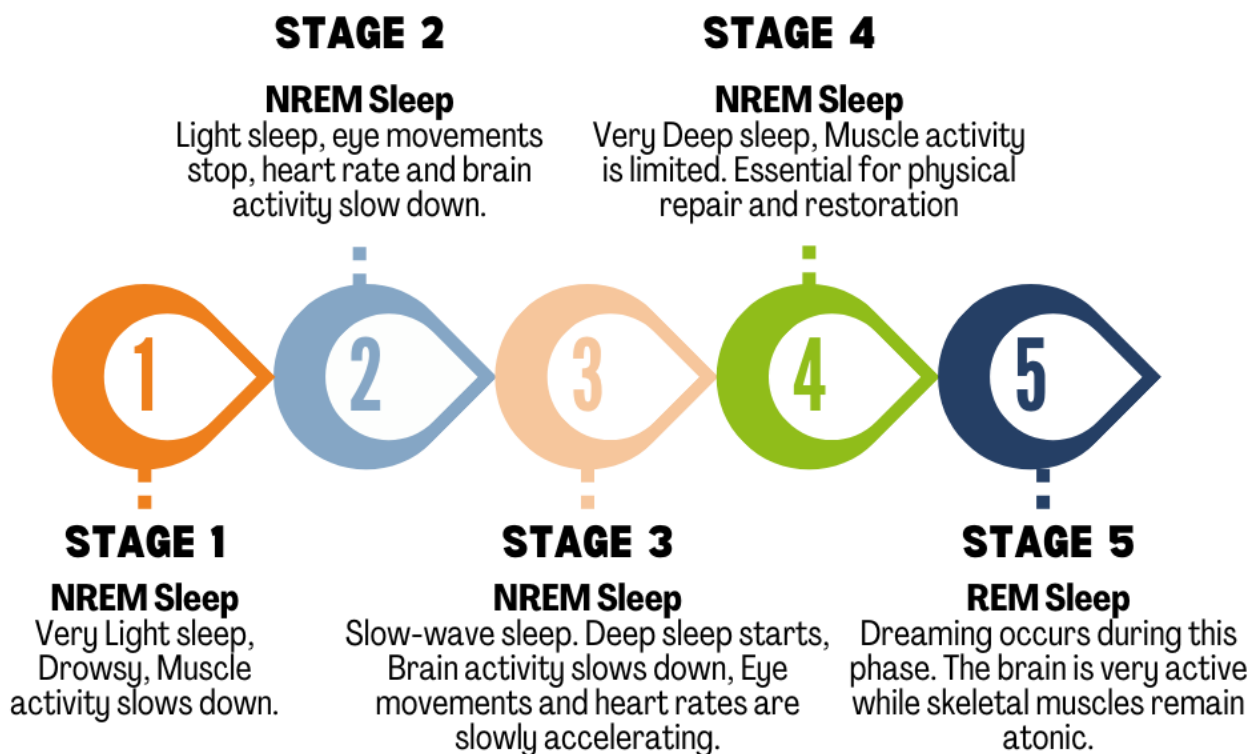 STAGE 1
NREM Sleep
Very Light sleep,
Drowsy, Muscle
activity slows down.
STAGE 2
NREM Sleep
Light sleep, eye movements
stop, heart rate and brain
activity slow down.
STAGE 3
NREM Sleep
Slow-wave sleep. Deep sleep starts,
Brain activity slows down, Eye
movements and heart rates are
slowly accelerating.
STAGE 4
NREM Sleep
Very Deep sleep, Muscle activity
is limited. Essential for physical
repair and restoration
STAGE 5
REM Sleep
Dreaming occurs during this
phase. The brain is very active
while skeletal muscles remain
atonic.
1
2
3
4
5